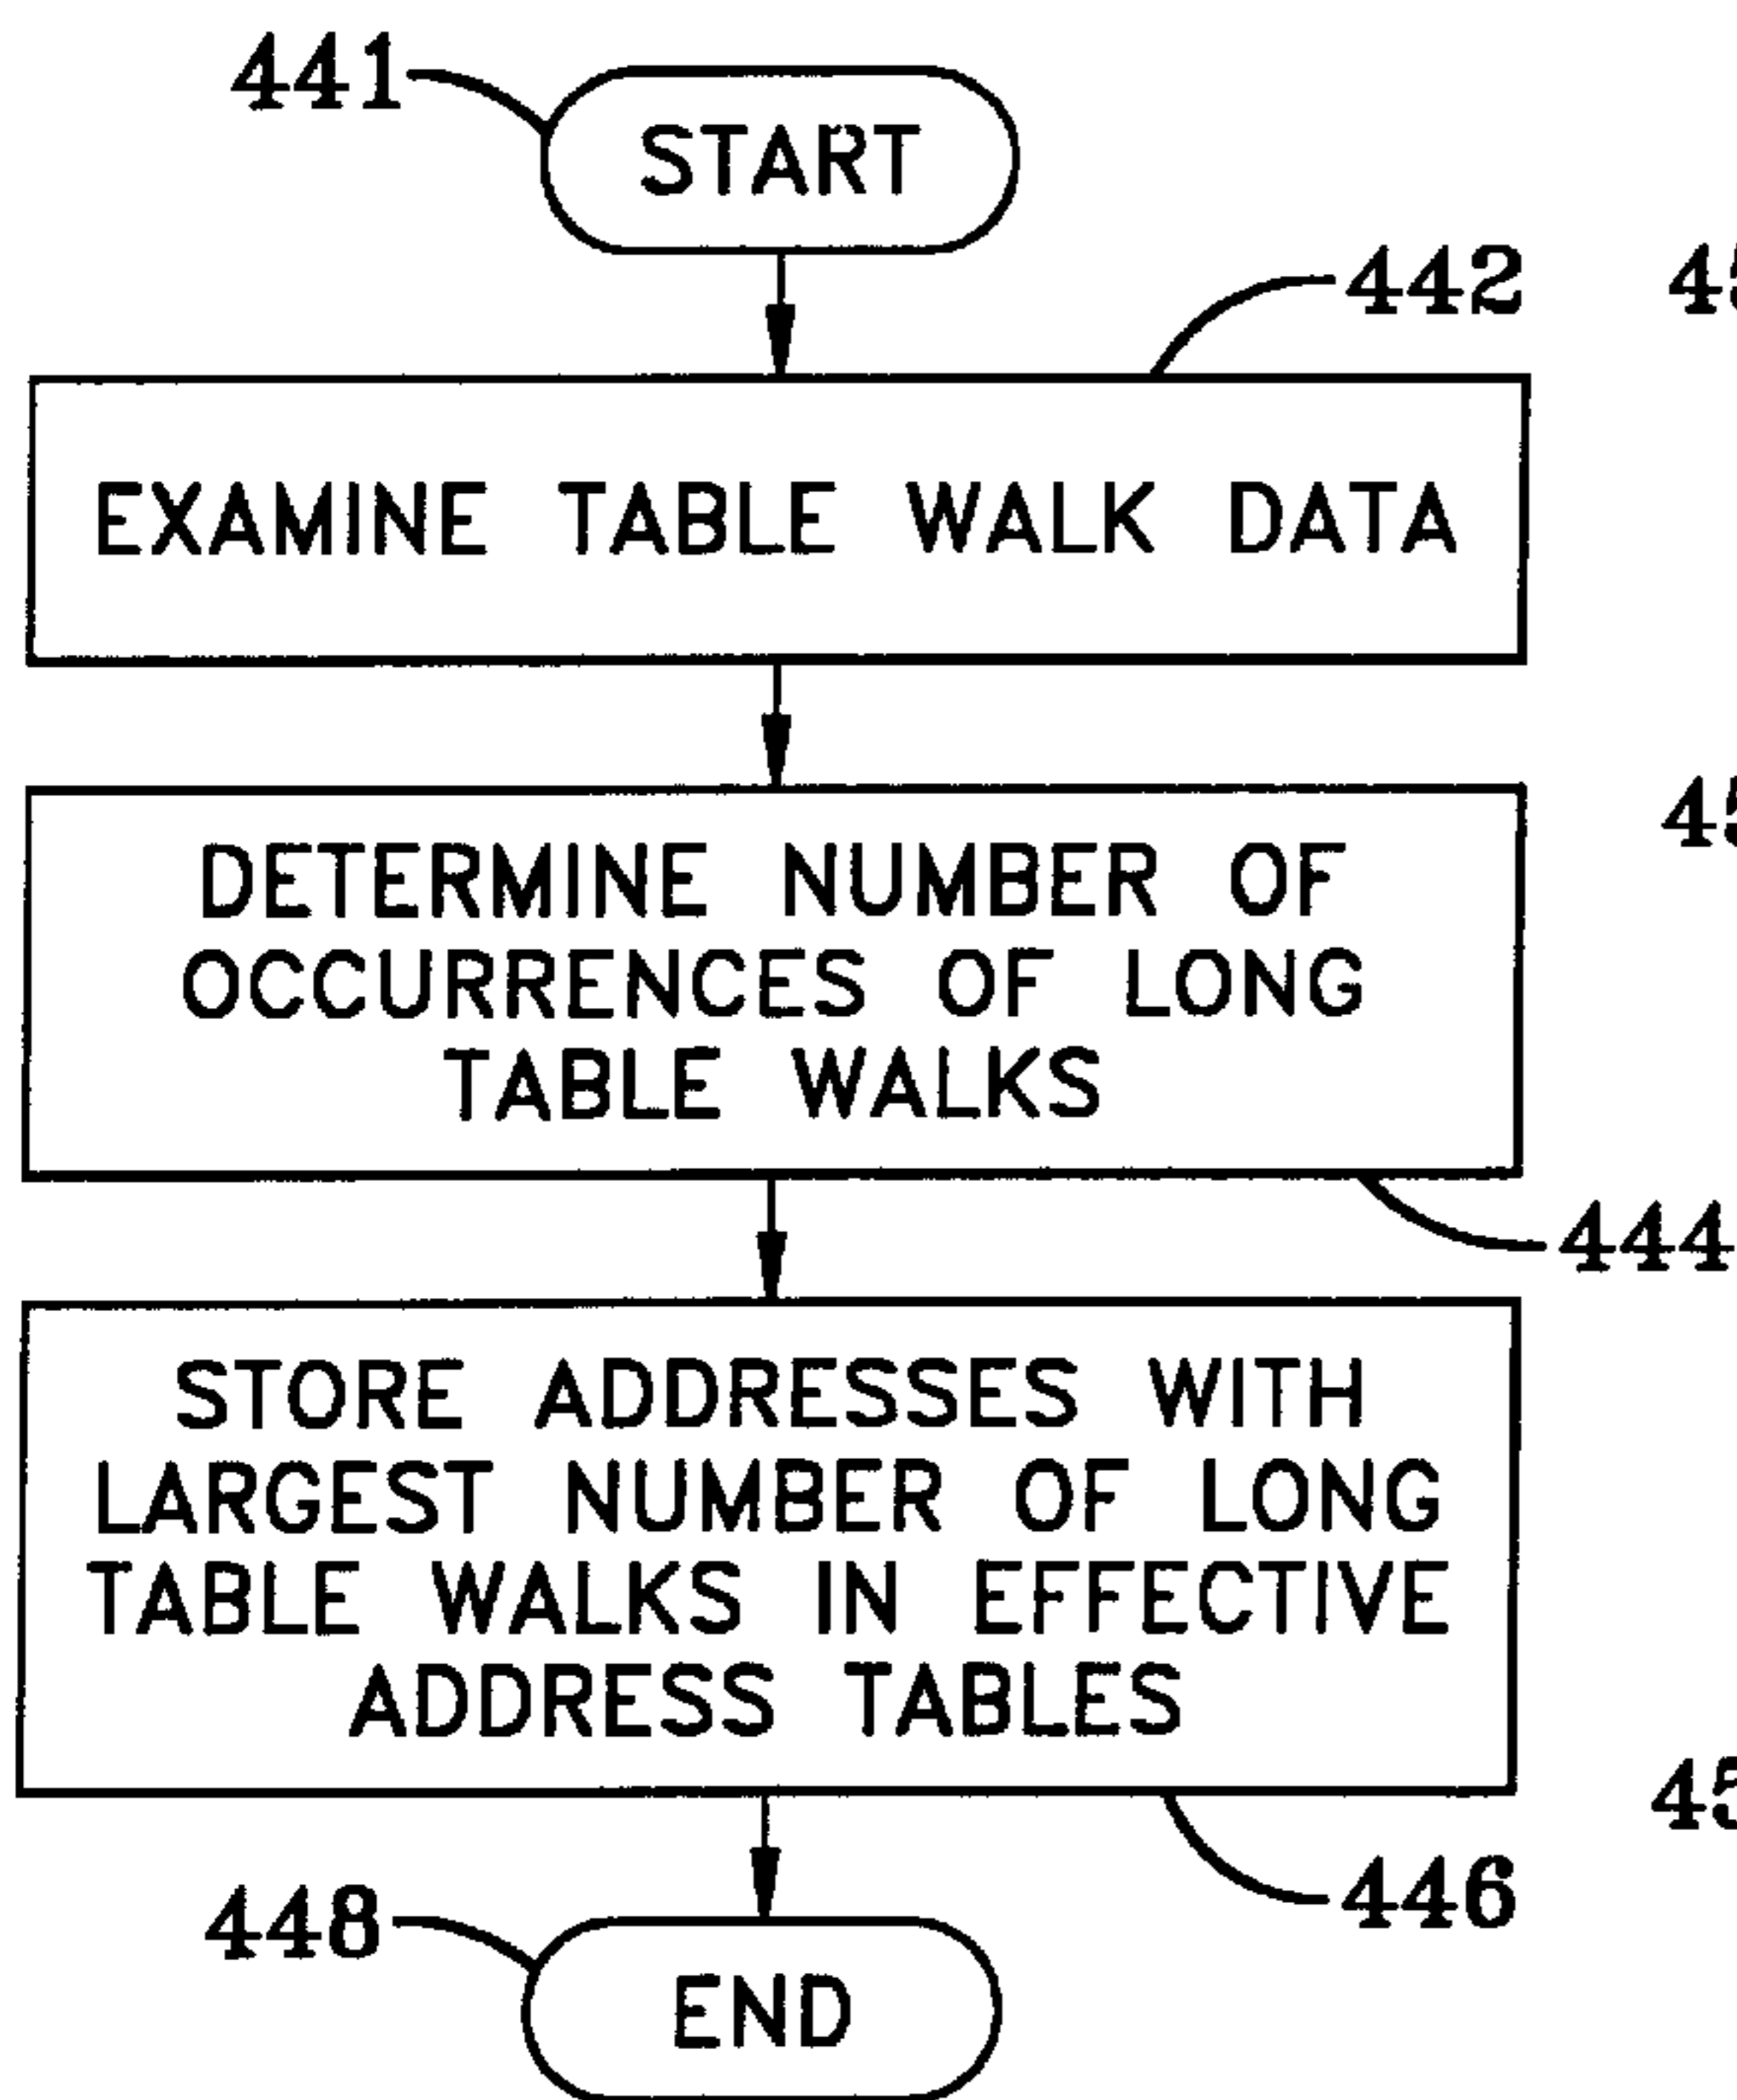 441
START
442
EXAMINE TABLE WALK DATA
DETERMINE NUMBER OF
OCCURRENCES OF LONG
TABLE WALKS
444
STORE ADDRESSES WITH
LARGEST NUMBER OF LONG
TABLE WALKS IN EFFECTIVE
ADDRESS TABLES
446
448
END